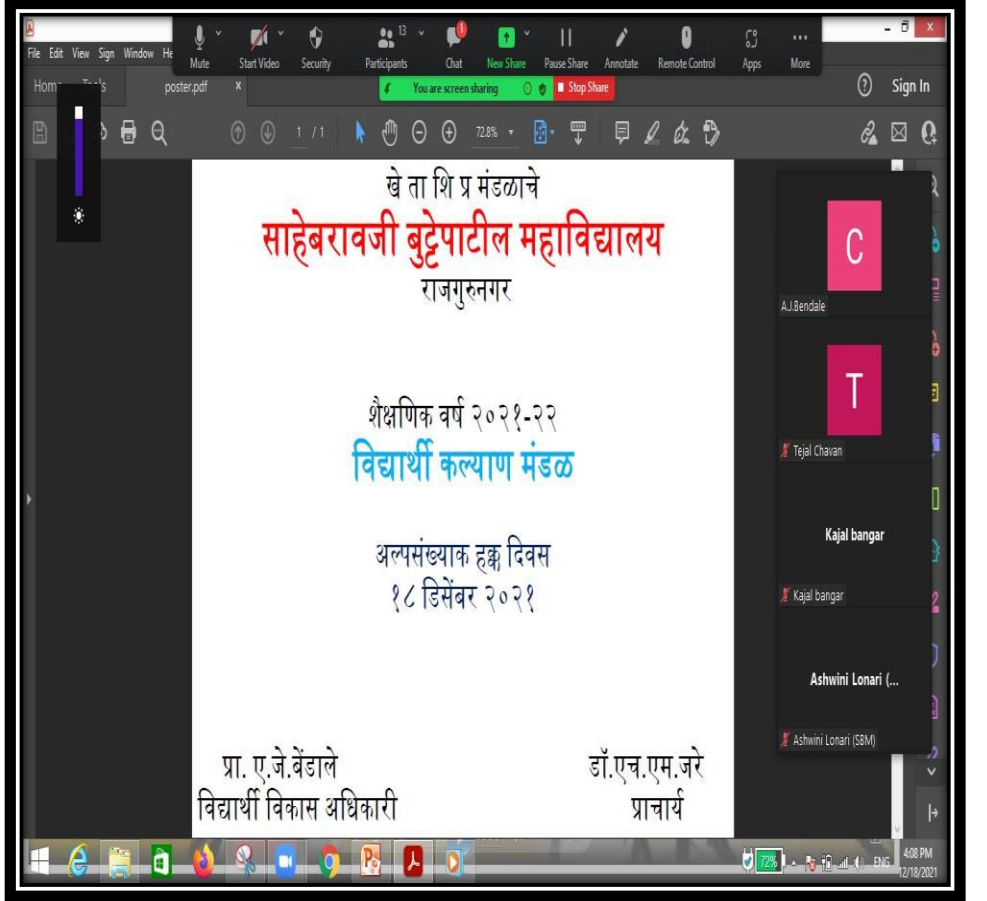 File Edit View Sign Window He
Mute
Start Video
Security
13
Participants
1
Chat
New Share
Pause Share
Annotate
Remote Control
Apps
More
You are screen sharing
Stop Share
poster.pdf x
Sign In
1 / 1
72.8%
खे ता शि प्र मंडळाचे
साहेबरावजी बुट्टेपाटील महाविद्यालय
राजगुरुनगर
शैक्षणिक वर्ष २०२१-२२
विद्यार्थी कल्याण मंडळ
अल्पसंख्याक हक्क दिवस
१८ डिसेंबर २०२१
प्रा. ए.जे.बेंडाले
विद्यार्थी विकास अधिकारी
डॉ.एच.एम.जरे
प्राचार्य
C
A.J.Bendale
T
Tejal Chavan
Kajal bangar
Kajal bangar
Ashwini Lonari (...
Ashwini Lonari (SBM)
72%
ENG
4:08 PM
12/18/2021